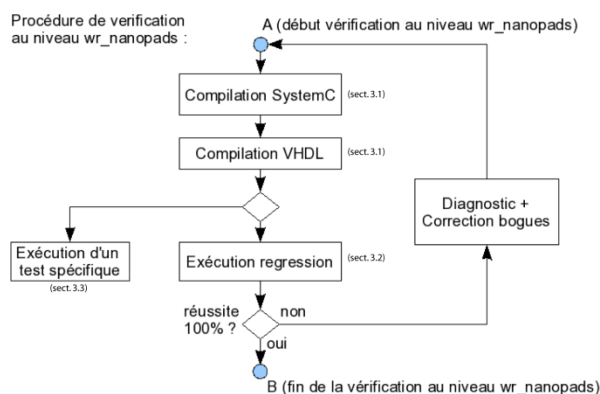 Procédure de verification
au niveau wr_nanopads :
A (début vérification au niveau wr_nanopads)
Compilation SystemC
(sect. 3.1)
Compilation VHDL
(sect. 3.1)
Diagnostic +
Correction bogues
Exécution d'un
test spécifique
(sect. 3.3)
Exécution regression
(sect. 3.2)
réussite
100% ?
non
oui
B (fin de la vérification au niveau wr_nanopads)